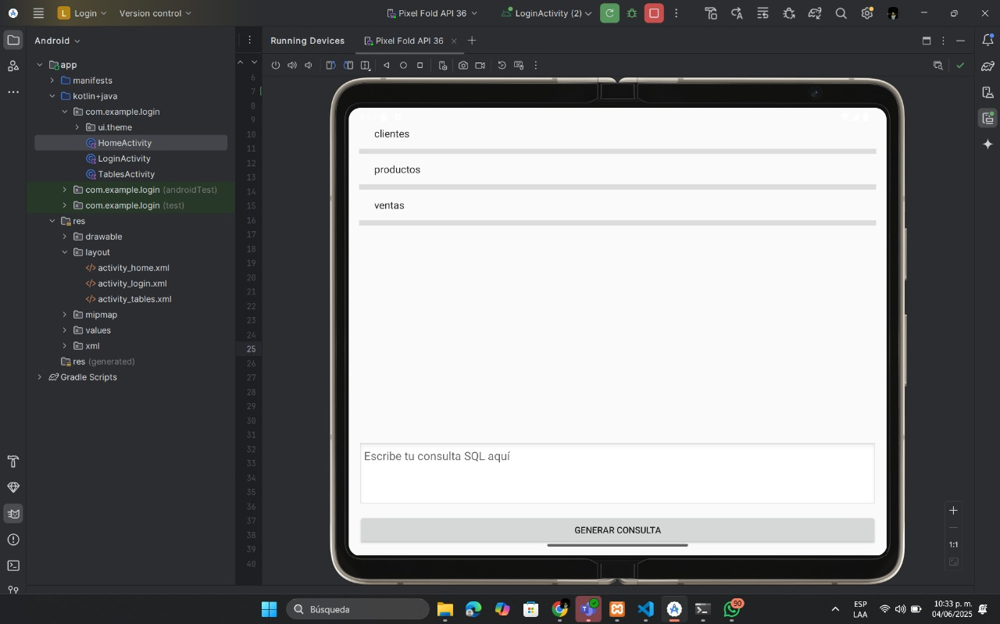 L Login
Version control
Pixel Fold API 36
LoginActivity (2)
Android
Running Devices
Pixel Fold API 36
app
manifests
kotlin+java
com.example.login
ui.theme
HomeActivity
LoginActivity
TablesActivity
com.example.login (androidTest)
com.example.login (test)
res
drawable
layout
activity_home.xml
activity_login.xml
activity_tables.xml
mipmap
values
xml
res (generated)
Gradle Scripts
6
7
8
9
10
11
12
13
14
15
16
17
18
19
20
21
22
23
24
25
26
27
28
29
30
31
32
33
34
35
36
37
38
39
40
clientes
productos
ventas
Escribe tu consulta SQL aquí
GENERAR CONSULTA
1:1
Búsqueda
90
ESP
LAA
10:33 p. m.
04/06/2025